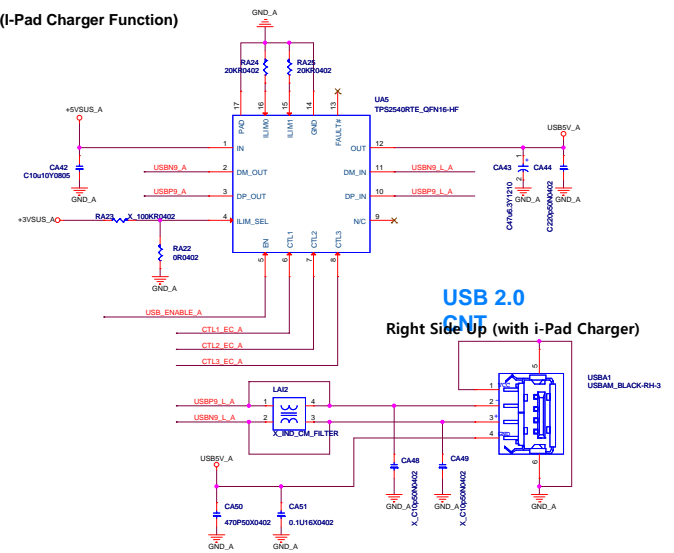 (I-Pad Charger Function)
GND_A
RA24
20KR0402
RA25
20KR0402
17
16
15
14
13
UA5
TPS2540RTE_QFN16-HF
+5VSUS_A
PAD
ILIM0
ILIM1
GND
FAULT#
USB5V_A
1
IN
OUT
12
CA42
C10u10Y0805
GND_A
USBN9_A
2
DM_OUT
DM_IN
11
USBN9_L_A
CA43
1
+
2
C47u6.3Y1210
GND_A
CA44
C220p50N0402
GND_A
USBP9_A
3
DP_OUT
DP_IN
10
USBP9_L_A
+3VSUS_A
RA23
X_100KR0402
4
ILIM_SEL
N/C
9
RA22
0R0402
GND_A
EN
CTL1
CTL2
CTL3
5
6
7
8
USB_ENABLE_A
CTL1_EC_A
CTL2_EC_A
CTL3_EC_A
USB 2.0
CNT
Right Side Up (with i-Pad Charger)
USBA1
USBAM_BLACK-RH-3
5
1
VCC
2
-
3
+
4
GND
6
GND_A
LAI2
USBP9_L_A
1
4
USBN9_L_A
2
3
X_IND_CM_FILTER
CA48
X_C10p50N0402
GND_A
CA49
X_C10p50N0402
GND_A
USB5V_A
CA50
470P50X0402
GND_A
CA51
0.1U16X0402
GND_A